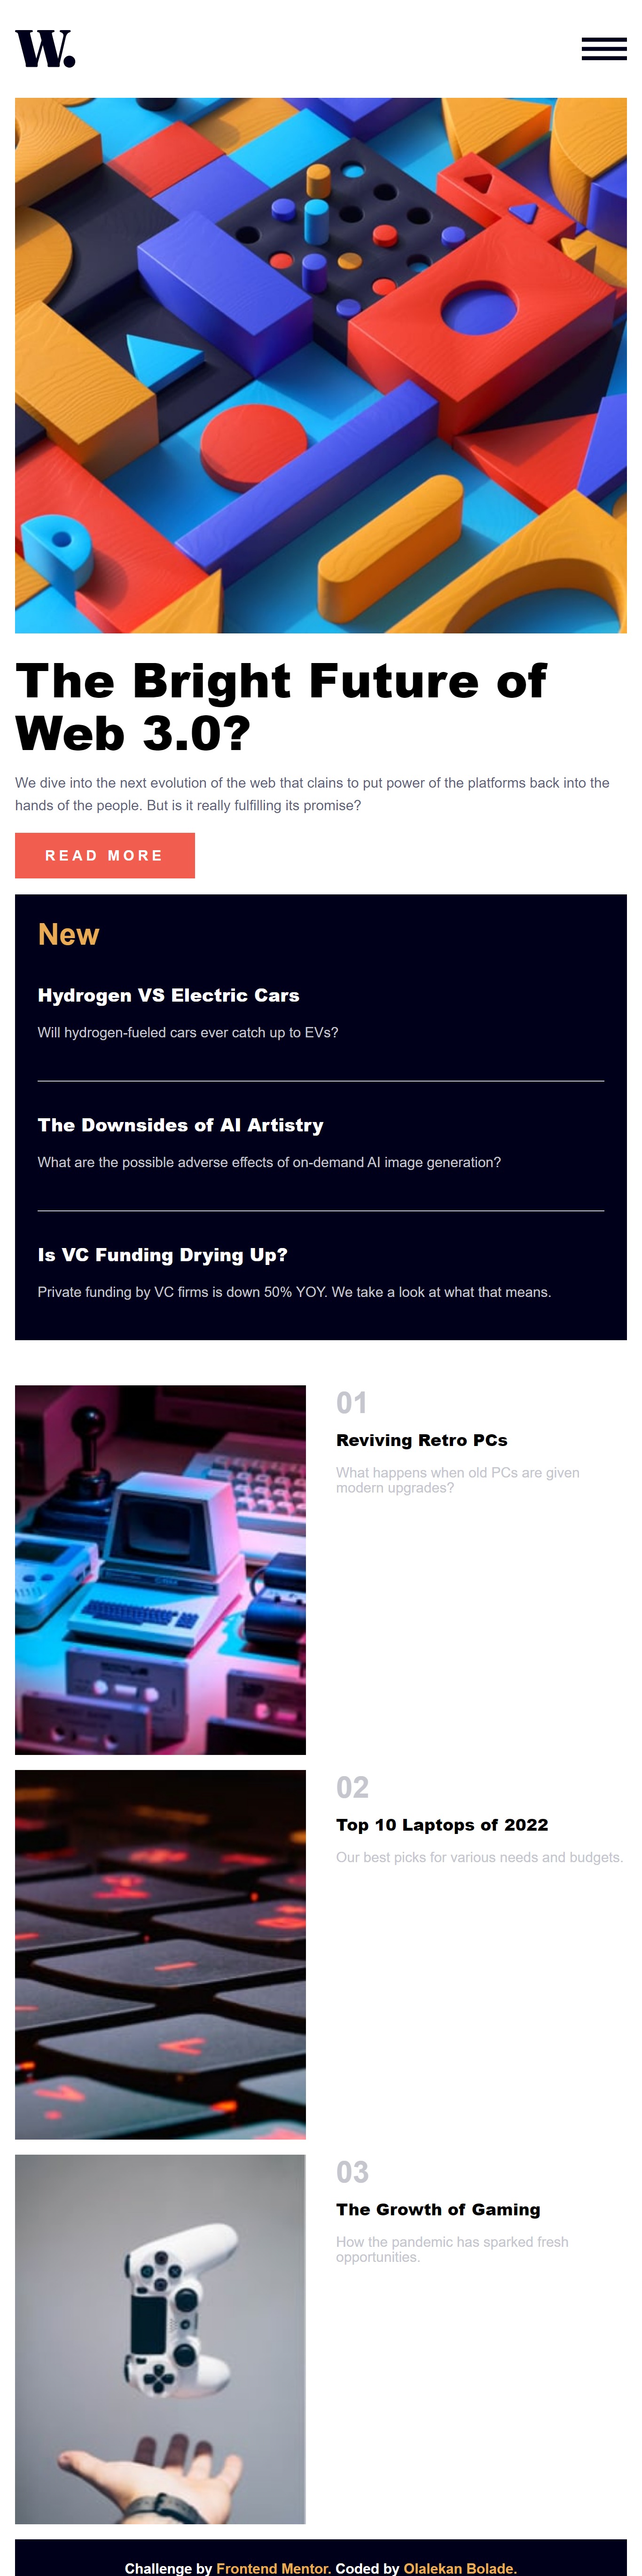 W.
The Bright Future of
Web 3.0?
We dive into the next evolution of the web that clains to put power of the platforms back into the
hands of the people. But is it really fulfilling its promise?
READ MORE
New
Hydrogen VS Electric Cars
Will hydrogen-fueled cars ever catch up to EVs?
The Downsides of AI Artistry
What are the possible adverse effects of on-demand AI image generation?
Is VC Funding Drying Up?
Private funding by VC firms is down 50% YOY. We take a look at what that means.
01
Reviving Retro PCs
What happens when old PCs are given
modern upgrades?
02
Top 10 Laptops of 2022
Our best picks for various needs and budgets.
03
The Growth of Gaming
How the pandemic has sparked fresh
opportunities.
Challenge by Frontend Mentor. Coded by Olalekan Bolade.